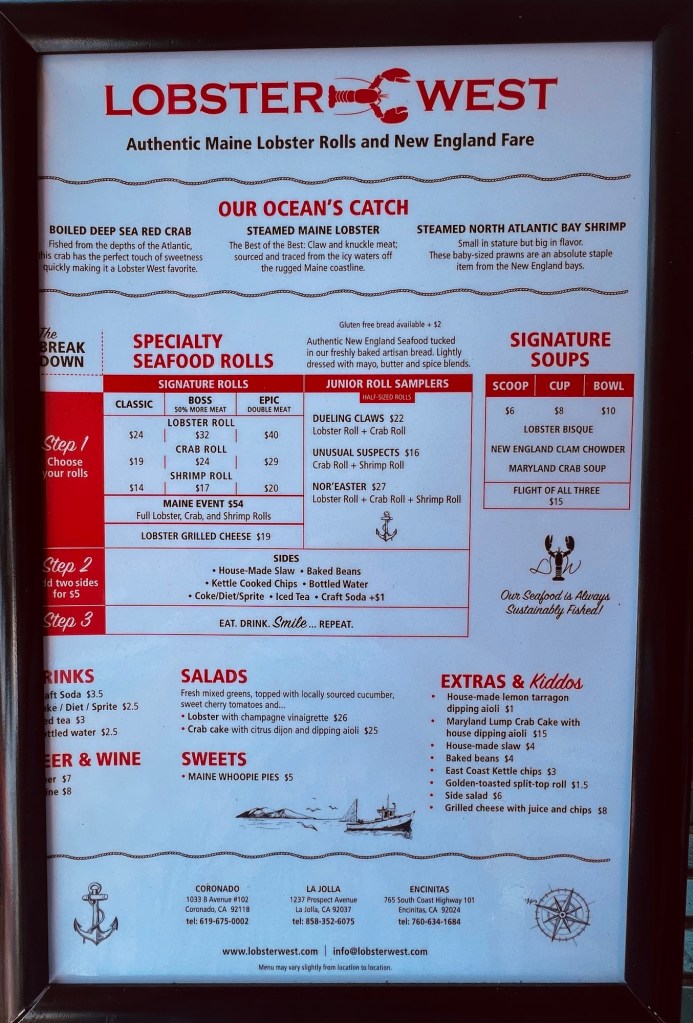 LOBSTER WEST
Authentic Maine Lobster Rolls and New England Fare
OUR OCEAN'S CATCH
BOILED DEEP SEA RED CRAB
Fished from the depths of the Atlantic,
his crab has the perfect touch of sweetness
quickly making it a Lobster West favorite.
STEAMED MAINE LOBSTER
The Best of the Best: Claw and knuckle meat;
sourced and traced from the icy waters off
the rugged Maine coastline.
STEAMED NORTH ATLANTIC BAY SHRIMP
Small in stature but big in flavor.
These baby-sized prawns are an absolute staple
item from the New England bays.
The
BREAK
DOWN
SPECIALTY
SEAFOOD ROLLS
Gluten free bread available + $2
Authentic New England Seafood tucked
in our freshly baked artisan bread. Lightly
dressed with mayo, butter and spice blends.
Step 1
Choose
your rolls
SIGNATURE ROLLS
CLASSIC
BOSS
50% MORE MEAT
EPIC
DOUBLE MEAT
LOBSTER ROLL
$24 $32 $40
CRAB ROLL
$19 $24 $29
SHRIMP ROLL
$14 $17 $20
MAINE EVENT $54
Full Lobster, Crab, and Shrimp Rolls
LOBSTER GRILLED CHEESE $19
JUNIOR ROLL SAMPLERS
HALF-SIZED ROLLS
DUELING CLAWS $22
Lobster Roll + Crab Roll
UNUSUAL SUSPECTS $16
Crab Roll + Shrimp Roll
NOR'EASTER $27
Lobster Roll + Crab Roll + Shrimp Roll
Step 2
dd two sides
for $5
SIDES
• House-Made Slaw • Baked Beans
• Kettle Cooked Chips • Bottled Water
• Coke/Diet/Sprite • Iced Tea • Craft Soda +$1
Step 3
EAT. DRINK. Smile... REPEAT.
SIGNATURE
SOUPS
SCOOP CUP BOWL
$6 $8 $10
LOBSTER BISQUE
NEW ENGLAND CLAM CHOWDER
MARYLAND CRAB SOUP
FLIGHT OF ALL THREE
$15
LW
Our Seafood is Always
Sustainably Fished!
RINKS
aft Soda $3.5
ke / Diet / Sprite $2.5
ed tea $3
ottled water $2.5
EER & WINE
er $7
ine $8
SALADS
Fresh mixed greens, topped with locally sourced cucumber,
sweet cherry tomatoes and...
• Lobster with champagne vinaigrette $26
• Crab cake with citrus dijon and dipping aioli $25
SWEETS
• MAINE WHOOPIE PIES $5
EXTRAS & Kiddos
• House-made lemon tarragon
dipping aioli $1
• Maryland Lump Crab Cake with
house dipping aioli $15
• House-made slaw $4
• Baked beans $4
• East Coast Kettle chips $3
• Golden-toasted split-top roll $1.5
• Side salad $6
• Grilled cheese with juice and chips $8
CORONADO
1033 B Avenue #102
Coronado, CA 92118
tel: 619-675-0002
LA JOLLA
1237 Prospect Avenue
La Jolla, CA 92037
tel: 858-352-6075
ENCINITAS
765 South Coast Highway 101
Encinitas, CA 92024
tel: 760-634-1684
www.lobsterwest.com | info@lobsterwest.com
Menu may vary slightly from location to location.